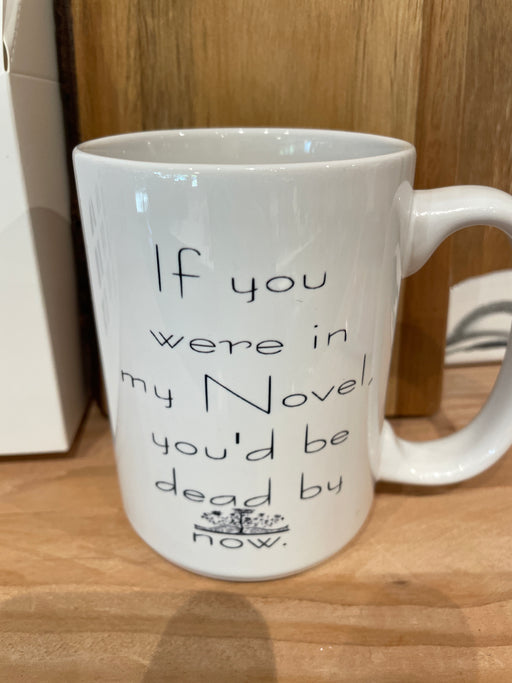 If you
were in
my Novel,
you'd be
dead by
now.